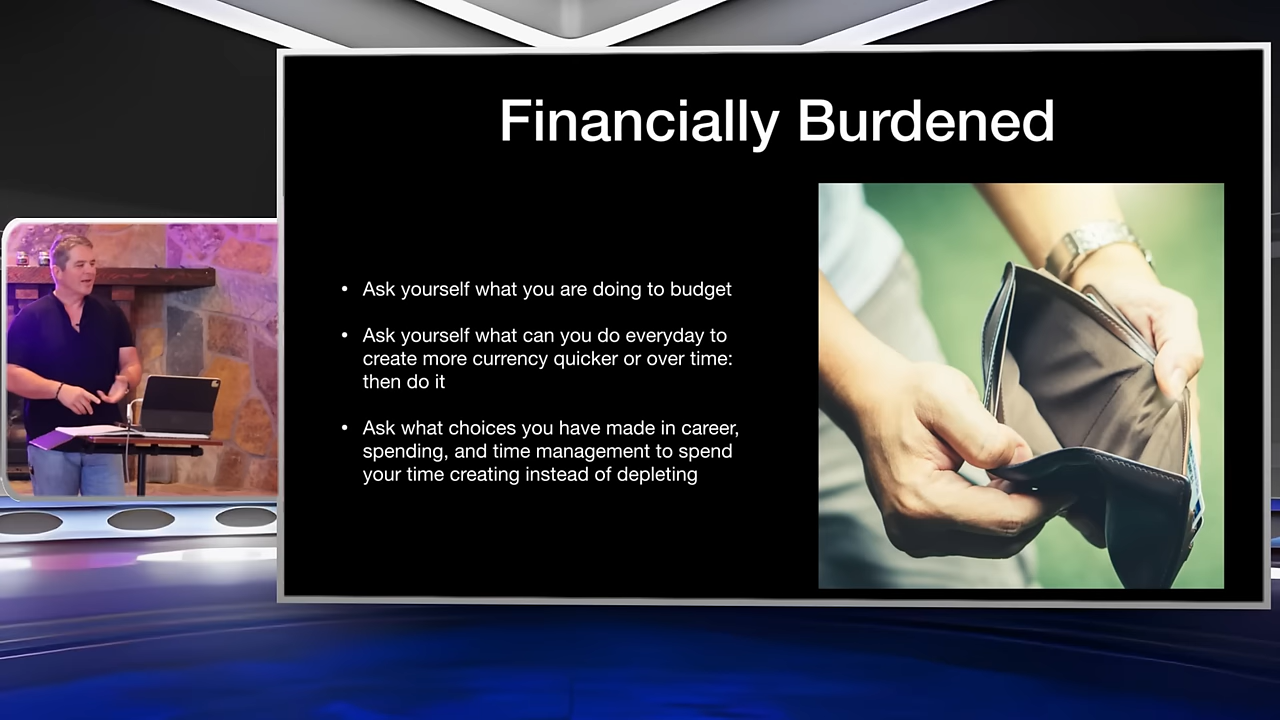 Financially Burdened
• Ask yourself what you are doing to budget
• Ask yourself what can you do everyday to
create more currency quicker or over time:
then do it
• Ask what choices you have made in career,
spending, and time management to spend
your time creating instead of depleting